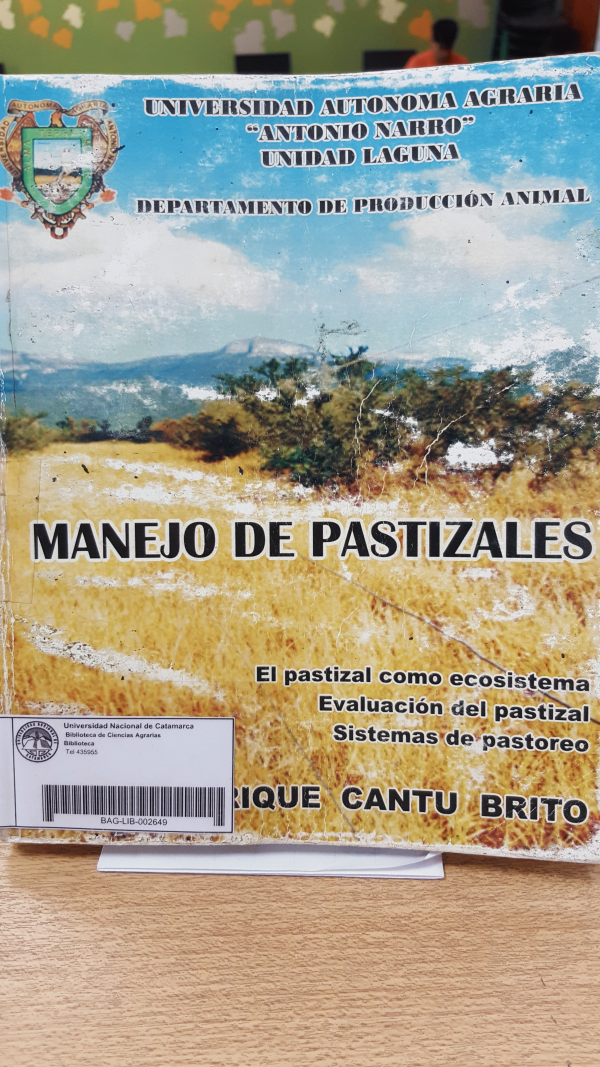 UNIVERSIDAD AUTONOMA AGRARIA
“ANTONIO NARRO”
UNIDAD LAGUNA
DEPARTAMENTO DE PRODUCCIÓN ANIMAL
MANEJO DE PASTIZALES
El pastizal como ecosistema
Evaluación del pastizal
Sistemas de pastoreo
RIQUE CANTU BRITO
Universidad Nacional de Catamarca
Biblioteca de Ciencias Agrarias
Biblioteca
Tel 435955
BAG-LIB-002649